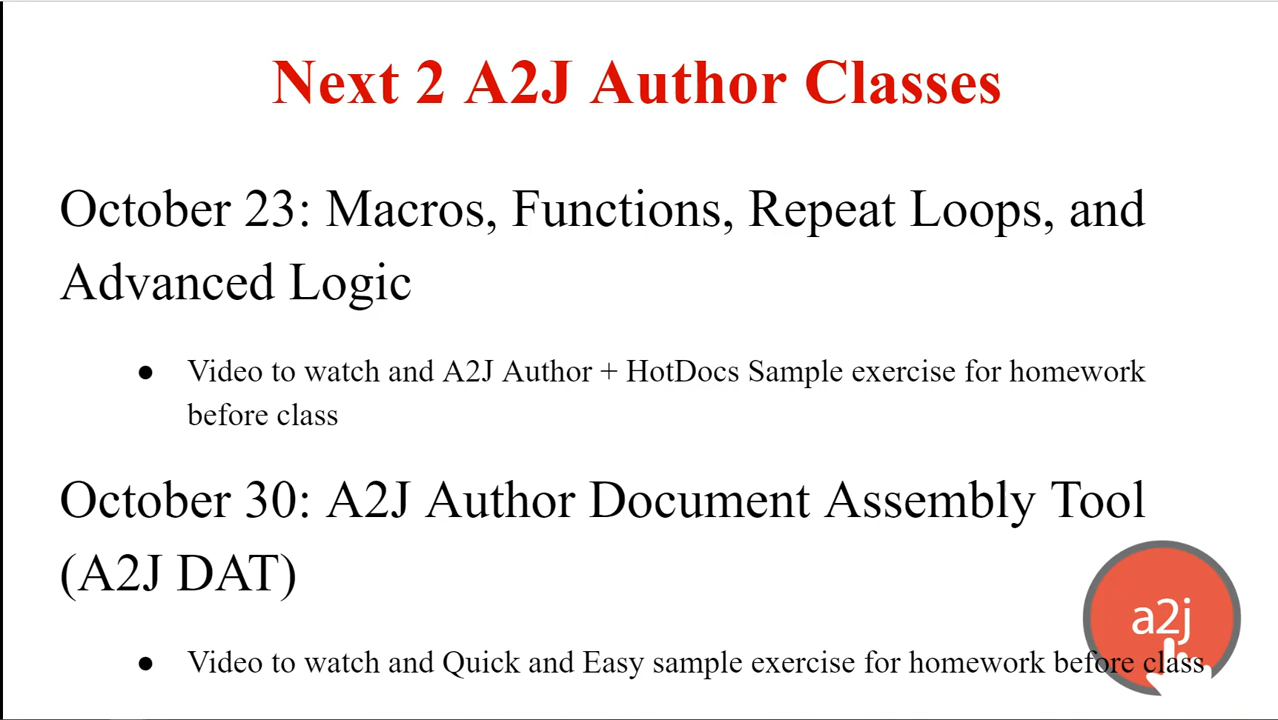 Next 2 A2J Author Classes
October 23: Macros, Functions, Repeat Loops, and
Advanced Logic
● Video to watch and A2J Author + HotDocs Sample exercise for homework
before class
October 30: A2J Author Document Assembly Tool
(A2J DAT)
a2j
● Video to watch and Quick and Easy sample exercise for homework before class